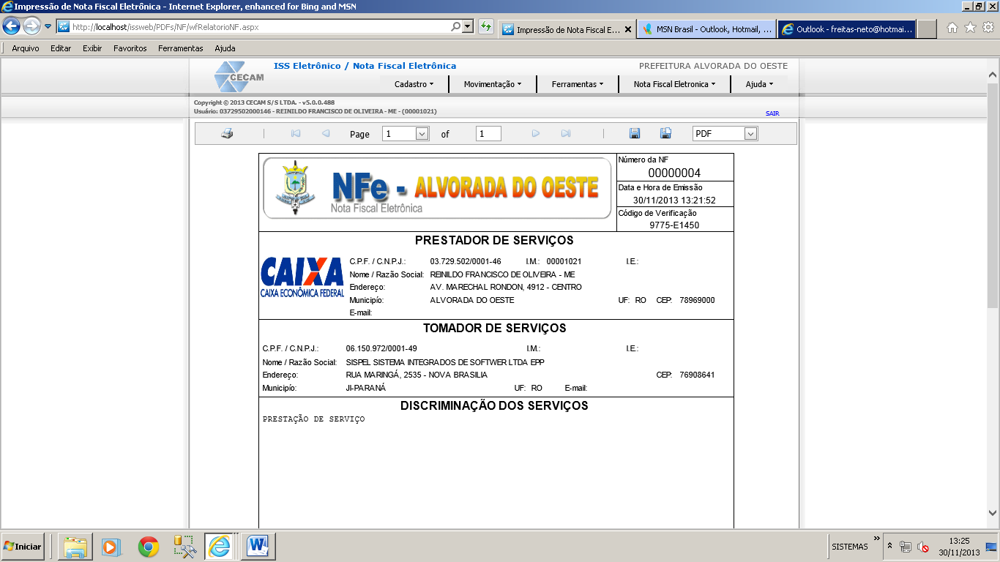 Impressão de Nota Fiscal Eletrônica - Internet Explorer, enhanced for Bing and MSN
http://localhost/issweb/PDFs/NF/wfRelatorioNF.aspx
Impressão de Nota Fiscal E...
MSN Brasil - Outlook, Hotmail, ...
Outlook - freitas-neto@hotmai...
Arquivo Editar Exibir Favoritos Ferramentas Ajuda
CECAM
ISS Eletrônico / Nota Fiscal Eletrônica
PREFEITURA ALVORADA DO OESTE
Cadastro Movimentação Ferramentas Nota Fiscal Eletronica Ajuda
Copyright © 2013 CECAM S/S LTDA. - v5.0.0.488
Usuário: 03729502000146 - REINILDO FRANCISCO DE OLIVEIRA - ME - (00001021)
SAIR
Page 1 of 1 PDF
NFe - ALVORADA DO OESTE
Nota Fiscal Eletrônica
Número da NF
00000004
Data e Hora de Emissão
30/11/2013 13:21:52
Código de Verificação
9775-E1450
PRESTADOR DE SERVIÇOS
CAIXA
CAIXA ECONÔMICA FEDERAL
C.P.F. / C.N.P.J.: 03.729.502/0001-46 I.M.: 00001021 I.E.:
Nome / Razão Social: REINILDO FRANCISCO DE OLIVEIRA - ME
Endereço: AV. MARECHAL RONDON, 4912 - CENTRO
Município: ALVORADA DO OESTE UF: RO CEP: 78969000
E-mail:
TOMADOR DE SERVIÇOS
C.P.F. / C.N.P.J.: 06.150.972/0001-49 I.M.: I.E.:
Nome / Razão Social: SISPEL SISTEMA INTEGRADOS DE SOFTWER LTDA EPP
Endereço: RUA MARINGÁ, 2535 - NOVA BRASILIA CEP: 76908641
Município: JI-PARANÁ UF: RO E-mail:
DISCRIMINAÇÃO DOS SERVIÇOS
PRESTAÇÃO DE SERVIÇO
Iniciar
SISTEMAS
13:25
30/11/2013